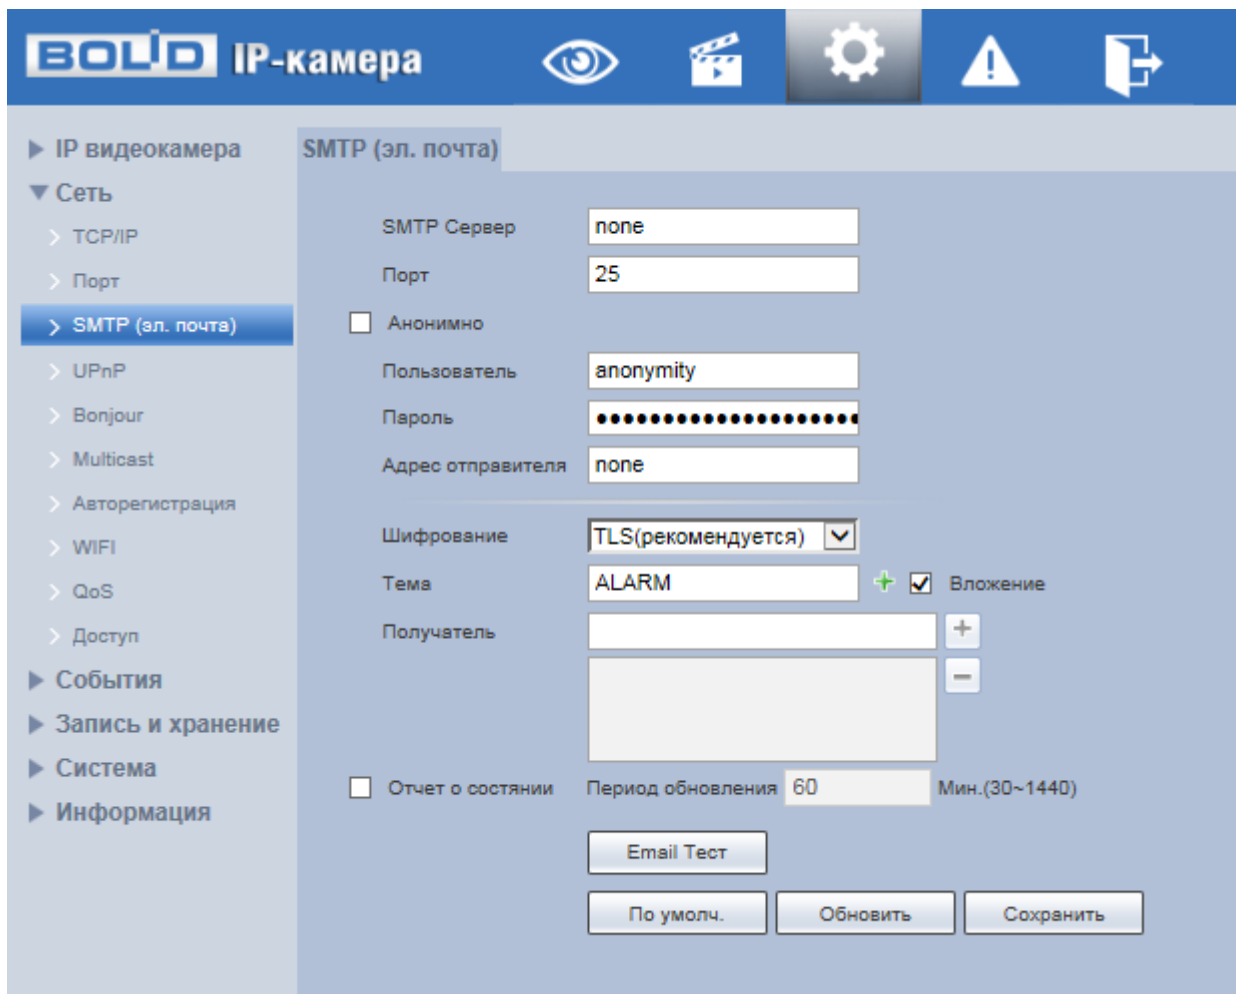 BOLID IP-камера
IP видеокамера
Сеть
TCP/IP
Порт
SMTP (эл. почта)
UPnP
Bonjour
Multicast
Авторегистрация
WIFI
QoS
Доступ
События
Запись и хранение
Система
Информация
SMTP (эл. почта)
SMTP Сервер none
Порт 25
Анонимно
Пользователь anonymity
Пароль
Адрес отправителя none
Шифрование TLS(рекомендуется)
Тема ALARM Вложение
Получатель
Отчет о состянии Период обновления 60 Мин.(30~1440)
Email Тест
По умолч. Обновить Сохранить